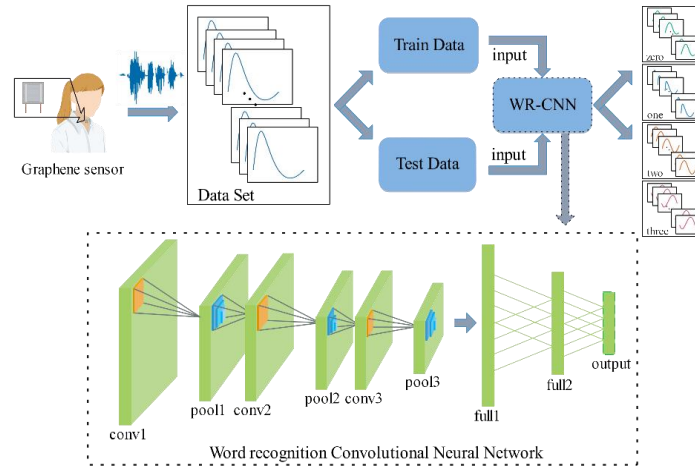 Graphene sensor
Data Set
Train Data
Test Data
input
input
WR-CNN
zero
one
two
three
conv1
pool1
conv2
pool2
conv3
pool3
full1
full2
output
Word recognition Convolutional Neural Network